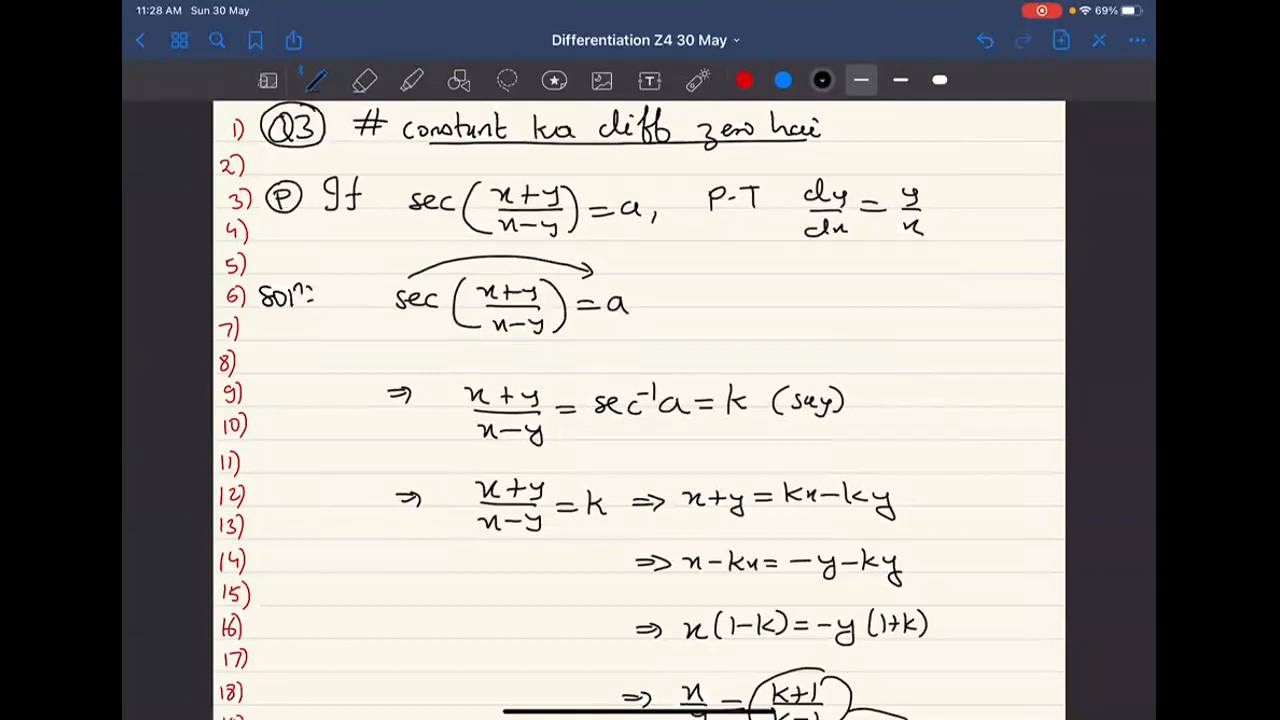 11:28 AM Sun 30 May 69%
Differentiation Z4 30 May
1) Q3 # constant ka diff zero hai
2)
3) (P) If sec((x+y)/(x-y)) = a, P-T dy/dx = y/x
4)
5)
6) Solⁿ: sec((x+y)/(x-y)) = a
7)
8)
9) ⇒ (x+y)/(x-y) = sec⁻¹a = k (say)
10)
11)
12) ⇒ (x+y)/(x-y) = k ⇒ x+y = kx-ky
13)
14) ⇒ x-kx = -y-ky
15)
16) ⇒ x(1-k) = -y(1+k)
17)
18) ⇒ x/y = (k+1)/(k-1)